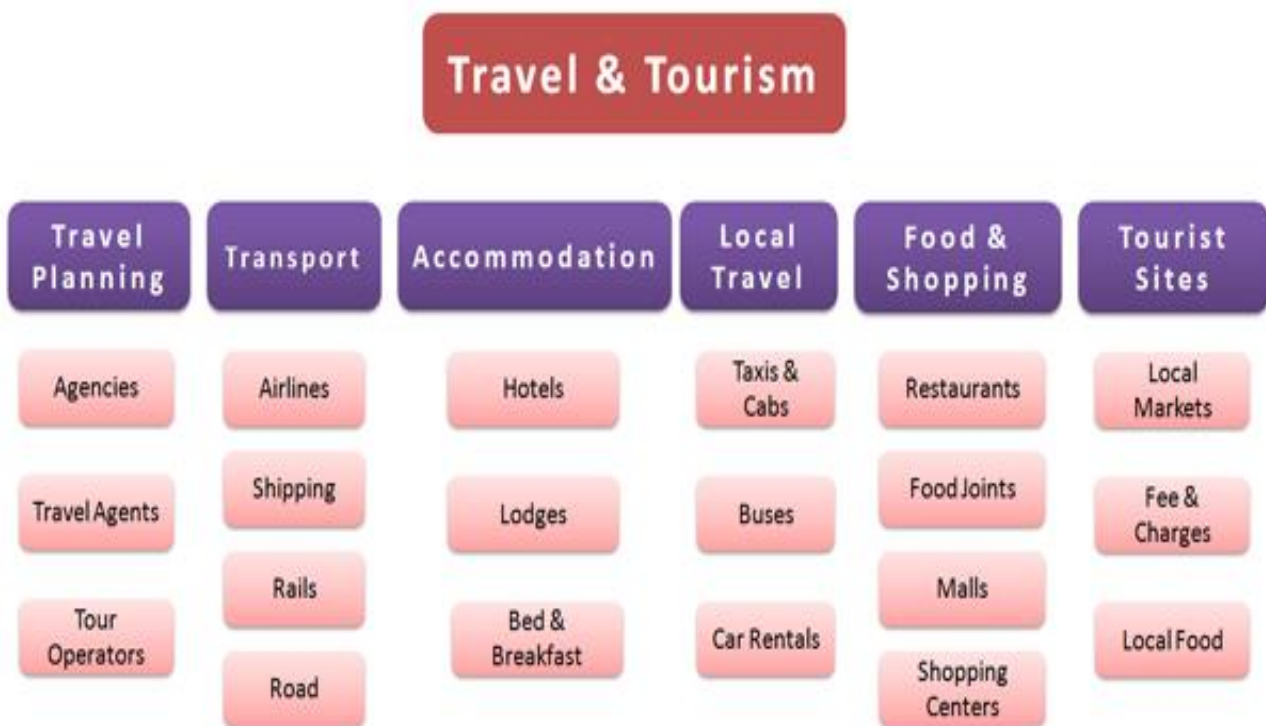 Travel & Tourism
Travel
Planning
Agencies
Travel Agents
Tour
Operators
Transport
Airlines
Shipping
Rails
Road
Accommodation
Hotels
Lodges
Bed &
Breakfast
Local
Travel
Taxis &
Cabs
Buses
Car Rentals
Food &
Shopping
Restaurants
Food Joints
Malls
Shopping
Centers
Tourist
Sites
Local
Markets
Fee &
Charges
Local Food